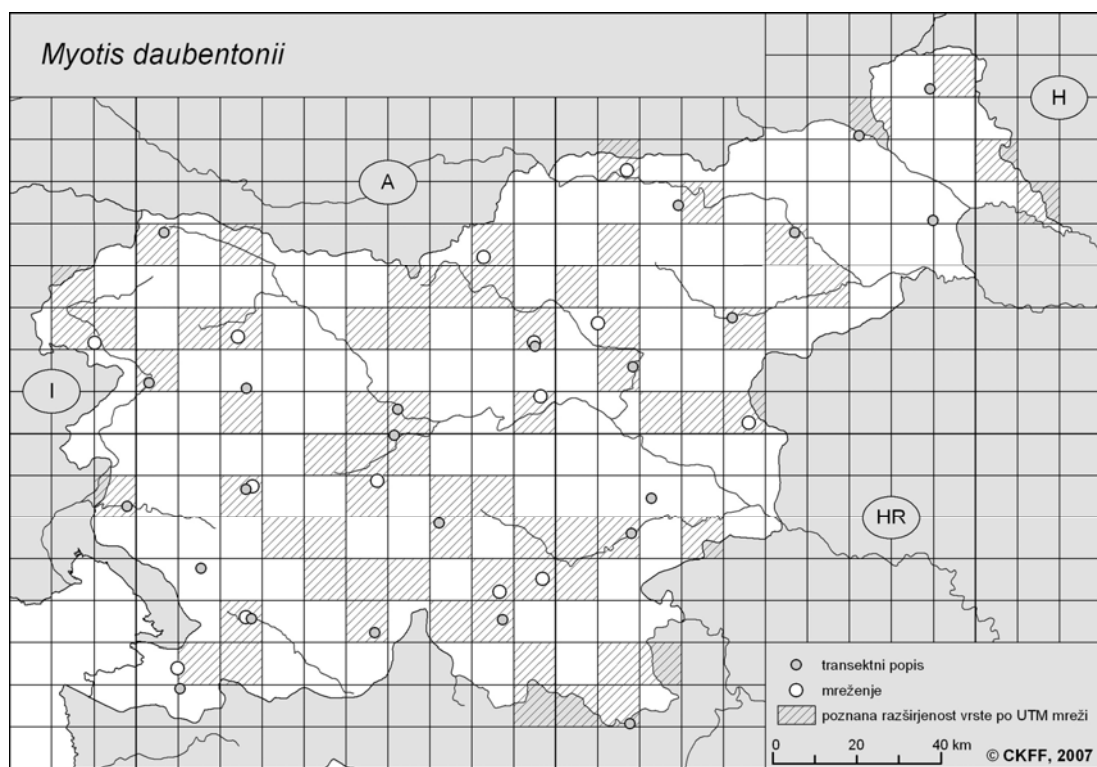 Myotis daubentonii
H
A
I
HR
transektni popis
mreženje
poznana razširjenost vrste po UTM mreži
0 20 40 km
© CKFF, 2007